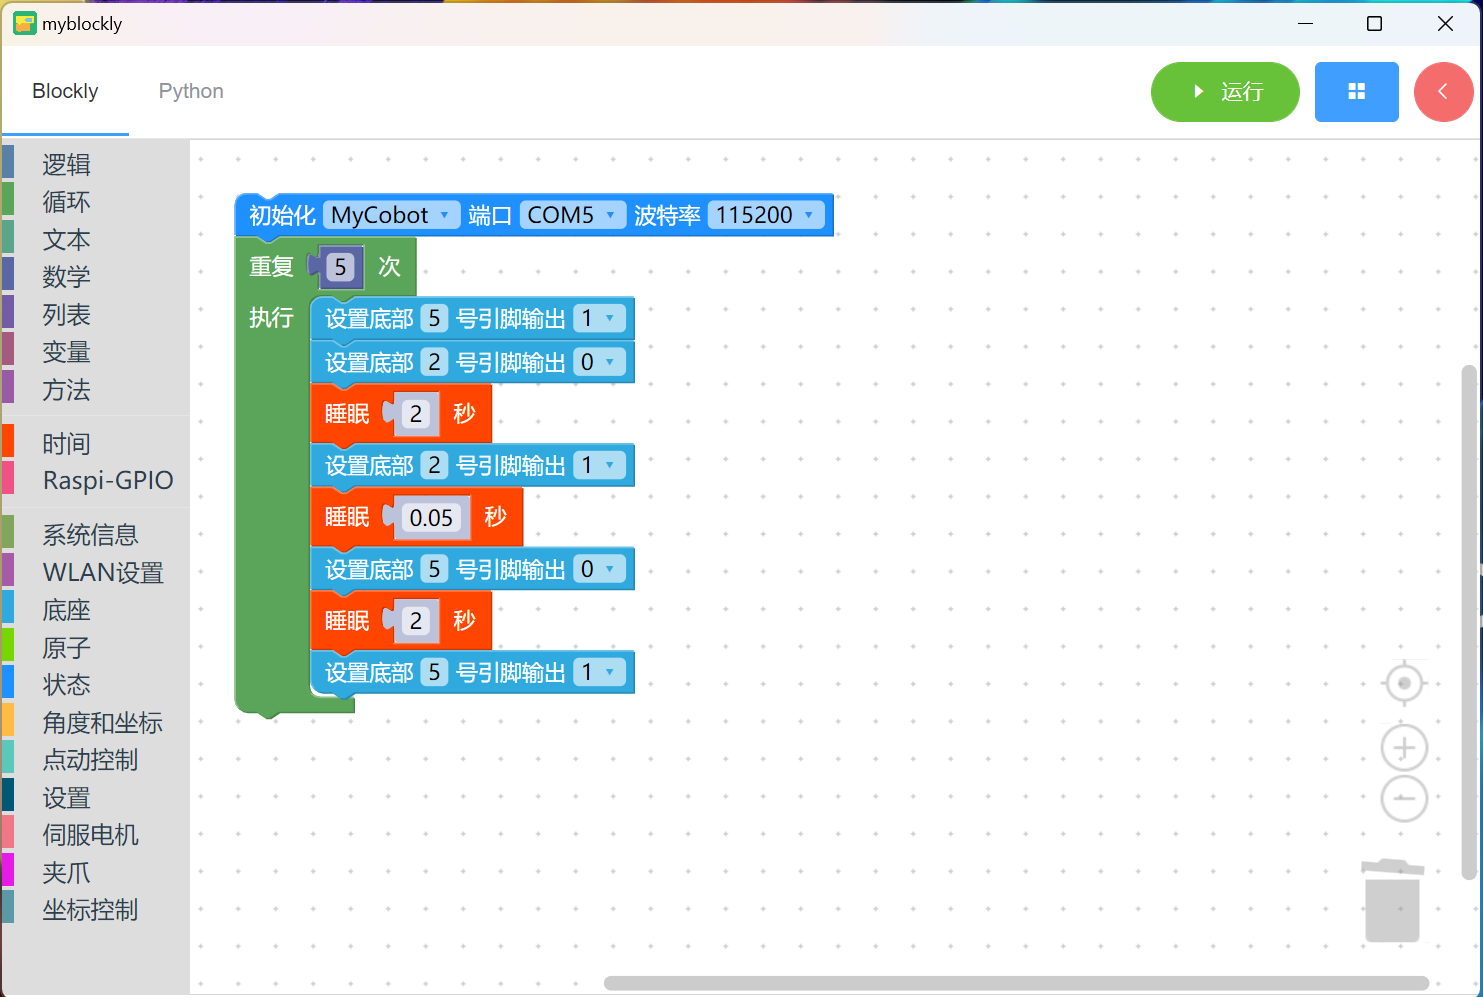 myblockly
Blockly
Python
运行
逻辑
循环
文本
数学
列表
变量
方法
时间
Raspi-GPIO
系统信息
WLAN设置
底座
原子
状态
角度和坐标
点动控制
设置
伺服电机
夹爪
坐标控制
初始化 MyCobot 端口 COM5 波特率 115200
重复 5 次
执行 设置底部 5 号引脚输出 1
设置底部 2 号引脚输出 0
睡眠 2 秒
设置底部 2 号引脚输出 1
睡眠 0.05 秒
设置底部 5 号引脚输出 0
睡眠 2 秒
设置底部 5 号引脚输出 1